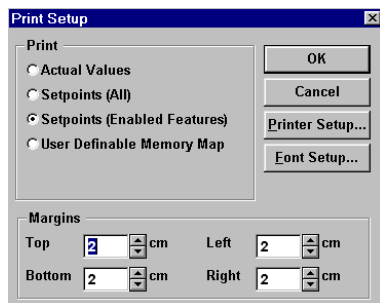 Print Setup
Print
Actual Values
Setpoints (All)
Setpoints (Enabled Features)
User Definable Memory Map
OK
Cancel
Printer Setup...
Font Setup...
Margins
Top 2 cm Left 2 cm
Bottom 2 cm Right 2 cm